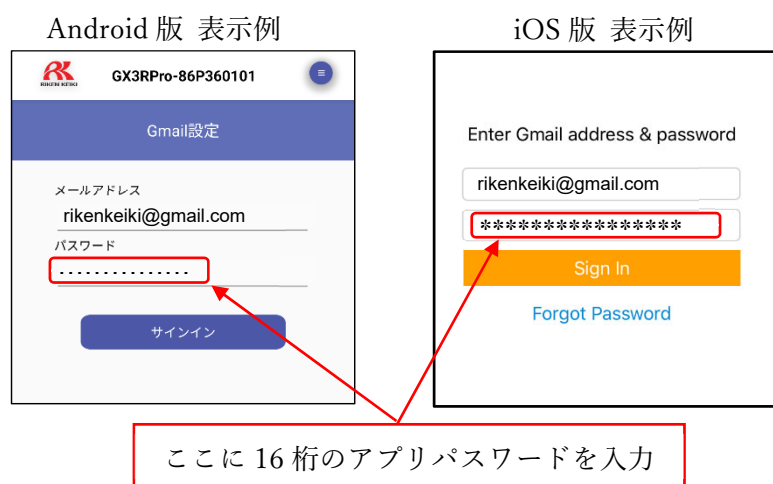 Android 版 表示例
iOS 版 表示例
RIKEN KEIKI
GX3RPro-86P360101
Gmail設定
メールアドレス
rikenkeiki@gmail.com
パスワード
...............
サインイン
Enter Gmail address & password
rikenkeiki@gmail.com
****************
Sign In
Forgot Password
ここに 16 桁のアプリパスワードを入力